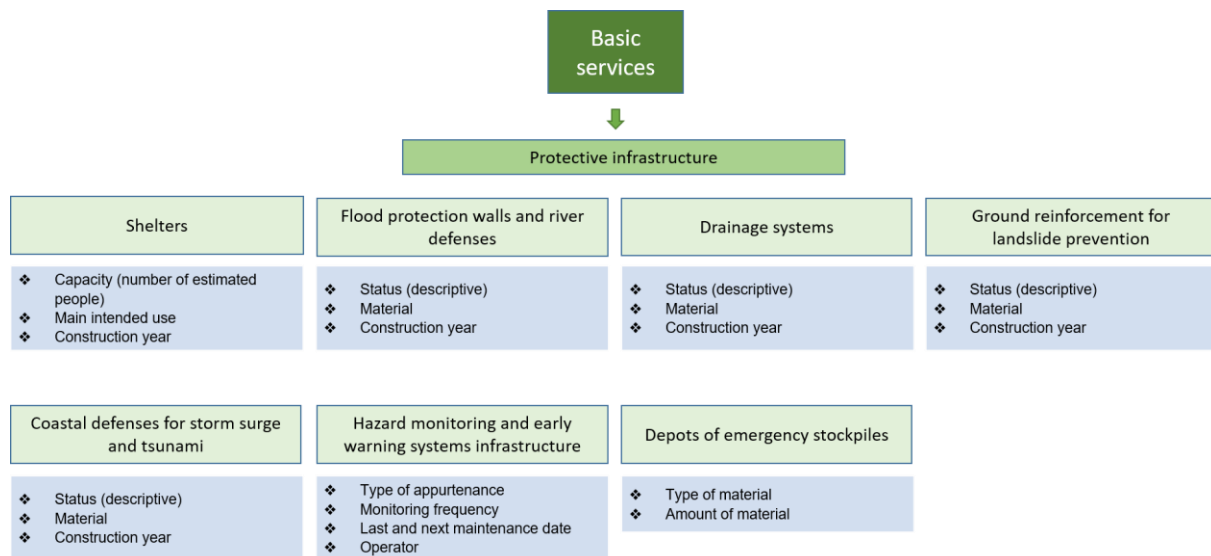 Basic
services
Protective infrastructure
Shelters
❖ Capacity (number of estimated
people)
❖ Main intended use
❖ Construction year
Flood protection walls and river
defenses
❖ Status (descriptive)
❖ Material
❖ Construction year
Drainage systems
❖ Status (descriptive)
❖ Material
❖ Construction year
Ground reinforcement for
landslide prevention
❖ Status (descriptive)
❖ Material
❖ Construction year
Coastal defenses for storm surge
and tsunami
❖ Status (descriptive)
❖ Material
❖ Construction year
Hazard monitoring and early
warning systems infrastructure
❖ Type of appurtenance
❖ Monitoring frequency
❖ Last and next maintenance date
❖ Operator
Depots of emergency stockpiles
❖ Type of material
❖ Amount of material